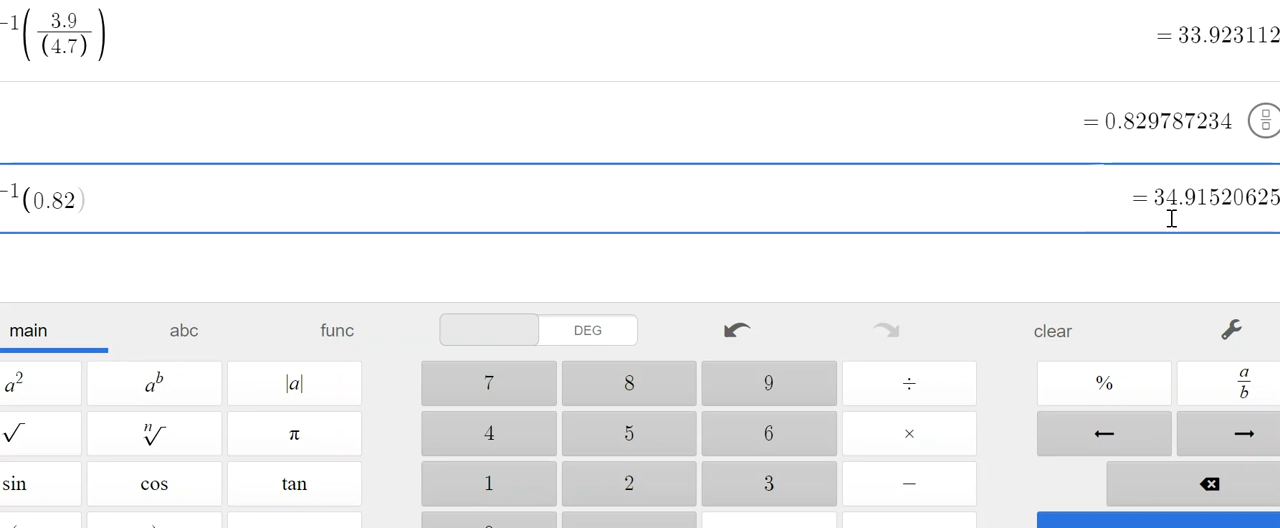 −1(3.9/(4.7)) = 33.923112
= 0.829787234
−1(0.82) = 34.91520625
main abc func DEG clear
a² aᵇ |a| 7 8 9 ÷ % a/b
√ ⁿ√ π 4 5 6 × ← →
sin cos tan 1 2 3 −